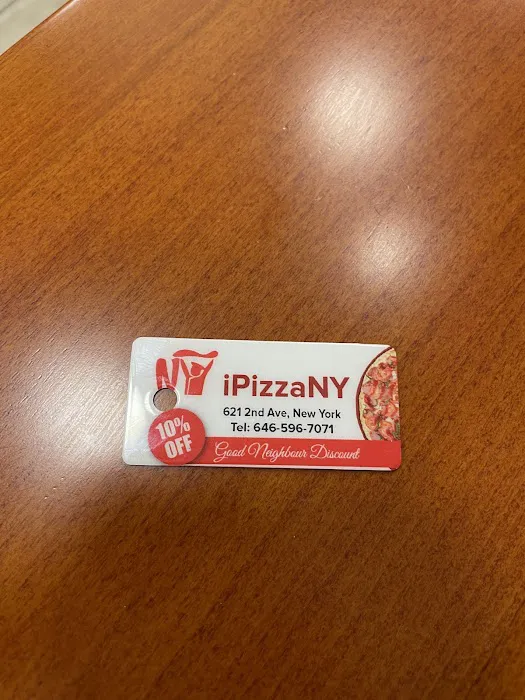 NY
iPizzaNY
621 2nd Ave, New York
Tel: 646-596-7071
10%
OFF
Good Neighbour Discount